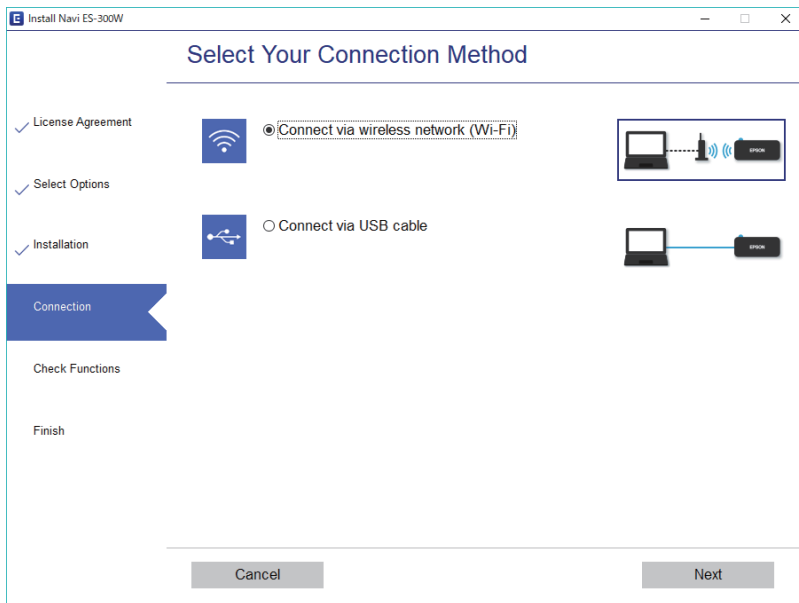 Install Navi ES-300W
Select Your Connection Method
License Agreement
Select Options
Installation
Connection
Check Functions
Finish
Connect via wireless network (Wi-Fi)
EPSON
Connect via USB cable
EPSON
Cancel
Next